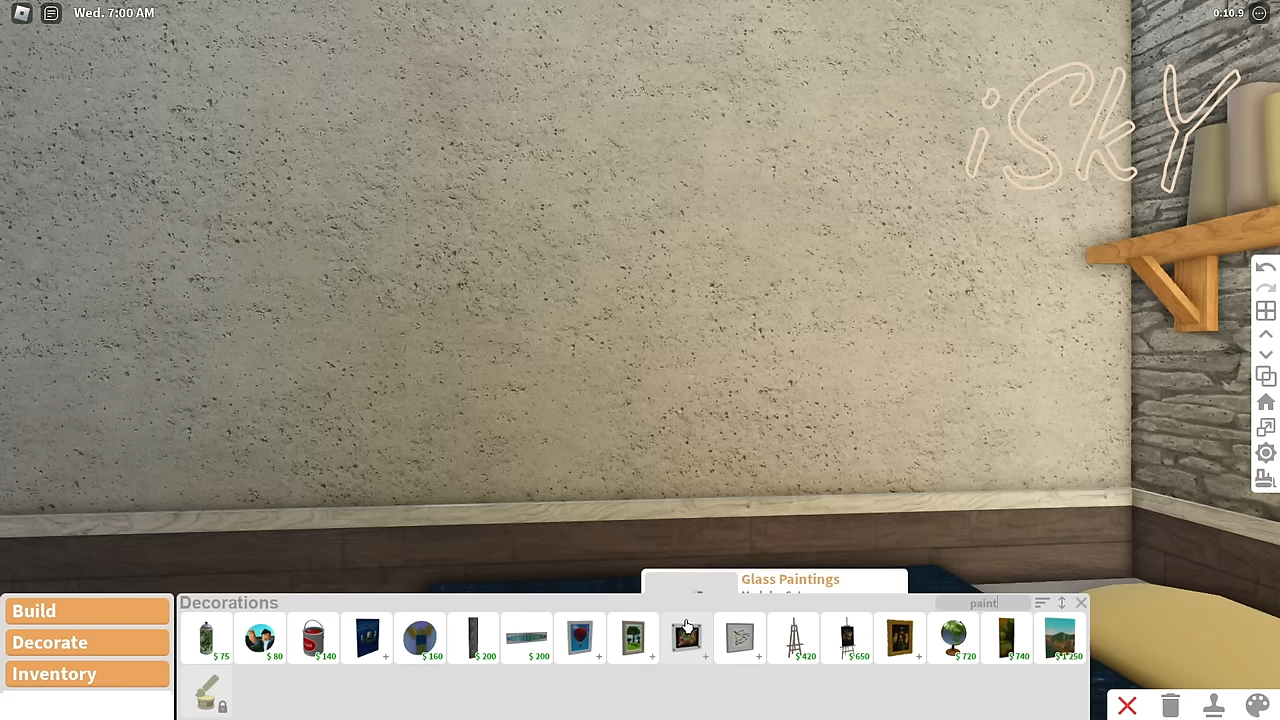 Wed. 7:00 AM
0.10.9
iSkY
Glass Paintings
Build
Decorate
Inventory
Decorations
paint
$ 75
$ 80
$ 140
+
$ 160
$ 200
$ 200
+
+
+
+
$ 420
$ 650
+
$ 720
$ 740
$ 1 250